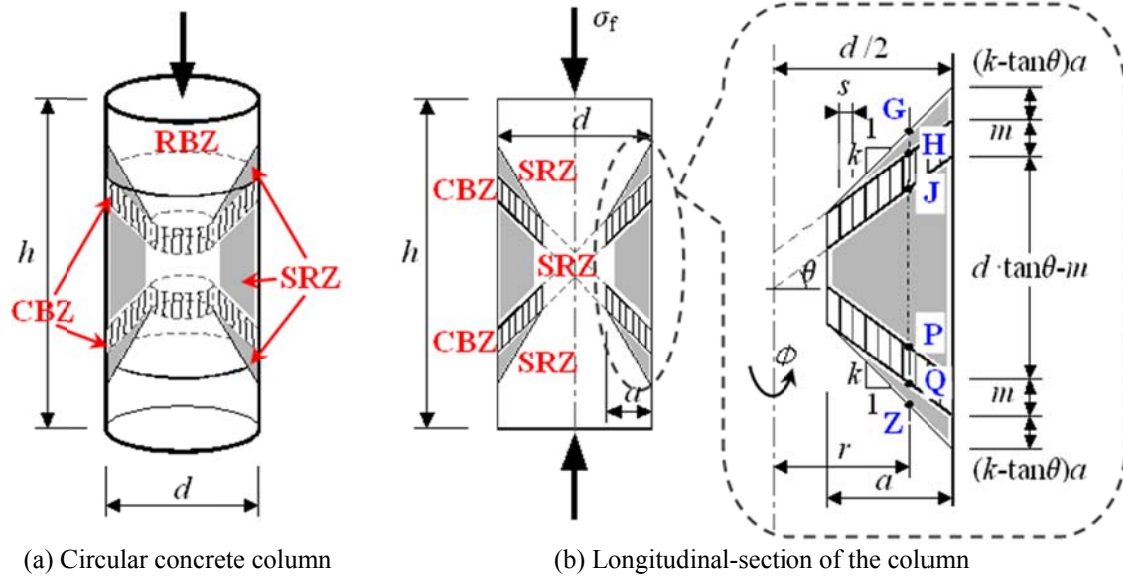 RBZ
CBZ
SRZ
h
d
(a) Circular concrete column
σf
d
SRZ
CBZ
SRZ
h
CBZ
SRZ
a
d /2
(k-tanθ)a
s
G
1
m
H
k
J
d ·tanθ-m
θ
P
ϕ
k
Q
m
1
Z
r
a
(k-tanθ)a
(b) Longitudinal-section of the column